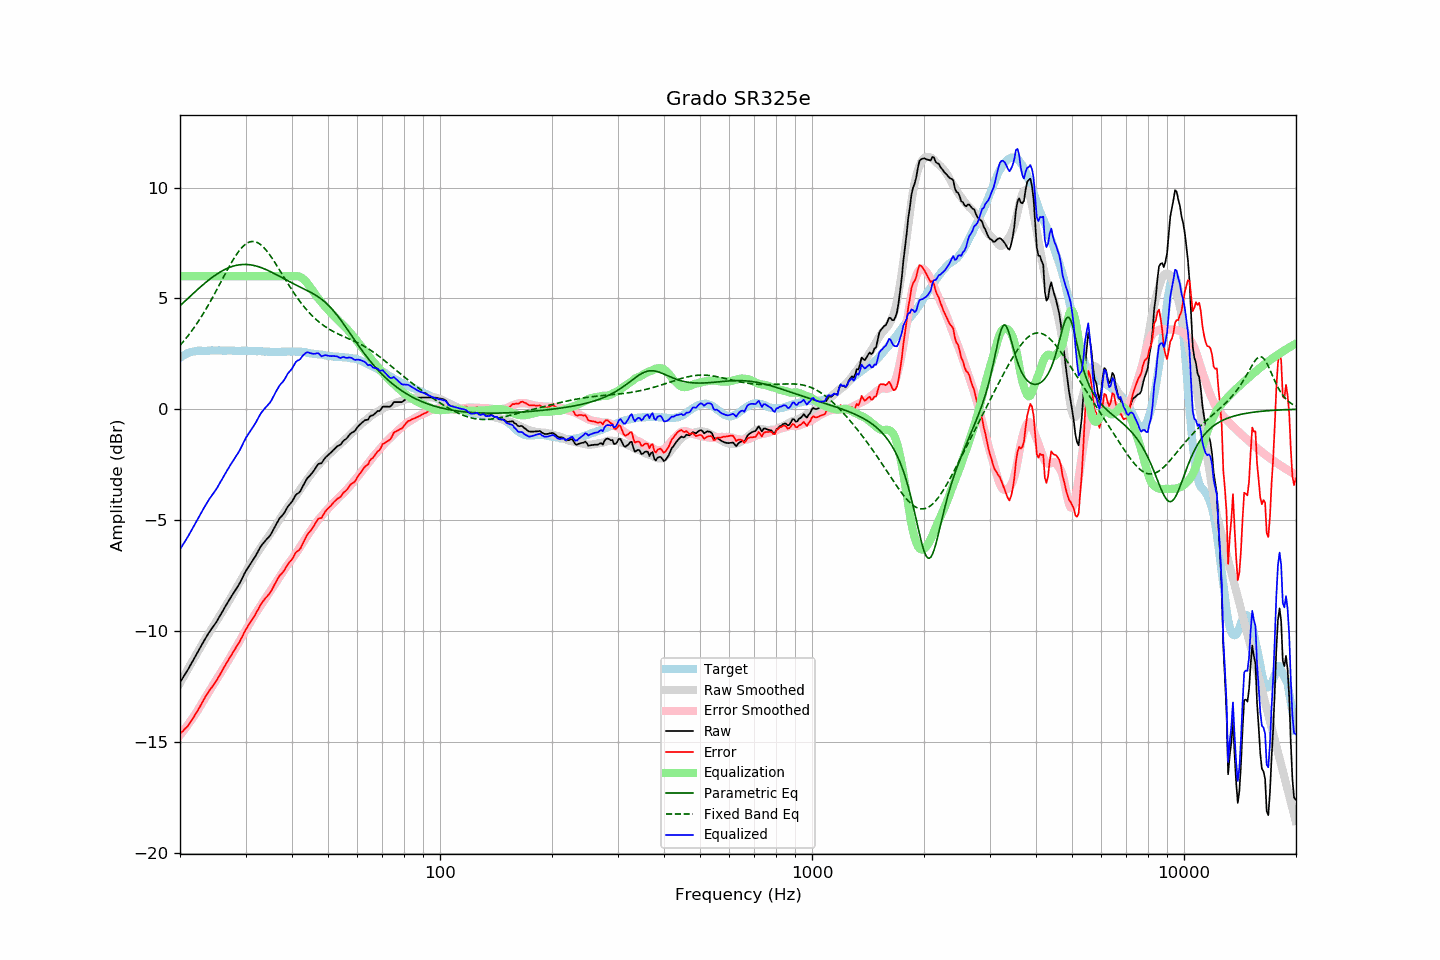 Grado SR325e
Amplitude (dBr)
10
5
0
−5
−10
−15
−20
Target
Raw Smoothed
Error Smoothed
Raw
Error
Equalization
Parametric Eq
Fixed Band Eq
Equalized
100
1000
10000
Frequency (Hz)